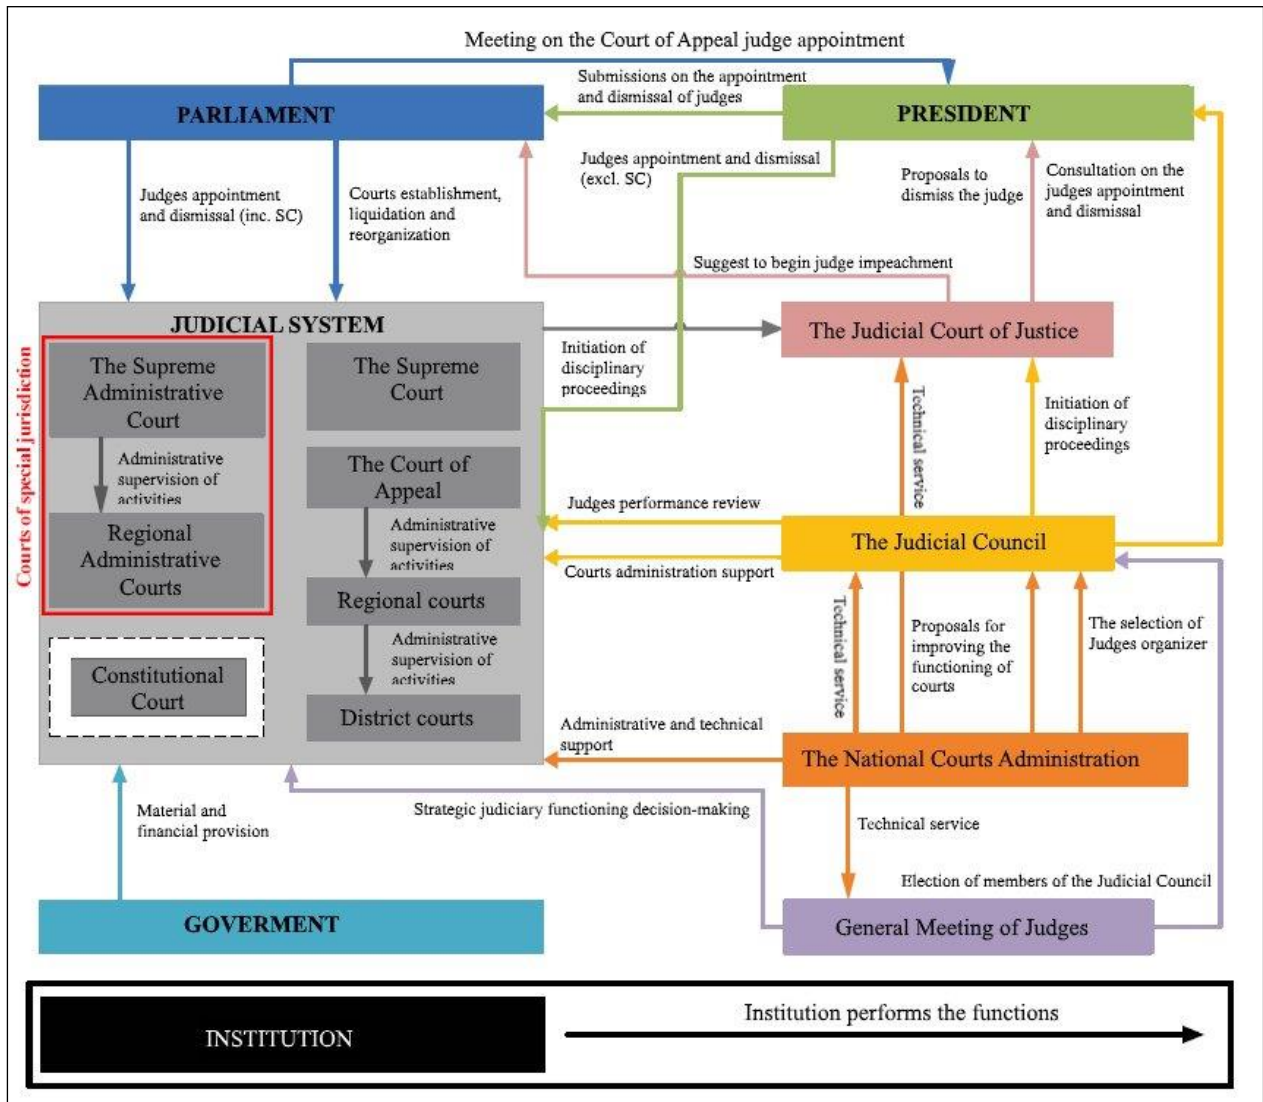 Meeting on the Court of Appeal judge appointment
PARLIAMENT
Submissions on the appointment
and dismissal of judges
PRESIDENT
Judges appointment
and dismissal (inc. SC)
Courts establishment,
liquidation and
reorganization
Judges appointment and dismissal
(excl. SC)
Proposals to
dismiss the judge
Consultation on the
judges appointment
and dismissal
Suggest to begin judge impeachment
JUDICIAL SYSTEM
Courts of special jurisdiction
The Supreme
Administrative
Court
Administrative
supervision of
activities
Regional
Administrative
Courts
Constitutional
Court
The Supreme
Court
The Court of
Appeal
Administrative
supervision of
activities
Regional courts
Administrative
supervision of
activities
District courts
Initiation of
disciplinary
proceedings
The Judicial Court of Justice
Technical service
Initiation of
disciplinary
proceedings
Judges performance review
The Judicial Council
Courts administration support
Technical service
Proposals for
improving the
functioning of
courts
The selection of
Judges organizer
Administrative and technical
support
The National Courts Administration
Material and
financial provision
Strategic judiciary functioning decision-making
Technical service
Election of members of the Judicial Council
GOVERMENT
General Meeting of Judges
INSTITUTION
Institution performs the functions